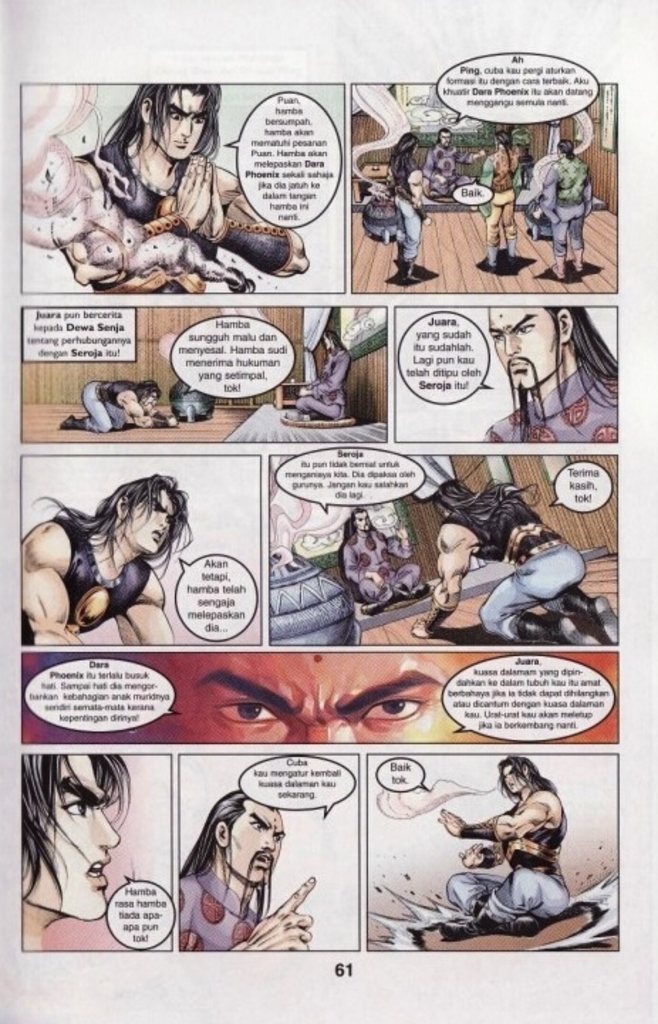 Puan,
hamba
bersumpah,
hamba akan
mematuhi pesanan
Puan. Hamba akan
melepaskan Dara
Phoenix sekali sahaja
jika dia jatuh ke
dalam tangan
hamba ini
nanti.
Ah
Ping, cuba kau pergi aturkan
formasi itu dengan cara terbaik. Aku
khuatir Dara Phoenix itu akan datang
menggangu semula nanti.
Baik.
Juara pun bercerita
kepada Dewa Senja
tentang perhubungannya
dengan Seroja itu!
Hamba
sungguh malu dan
menyesal. Hamba sudi
menerima hukuman
yang setimpal,
tok!
Juara,
yang sudah
itu sudahlah.
Lagi pun kau
telah ditipu oleh
Seroja itu!
Akan
tetapi,
hamba telah
sengaja
melepaskan
dia...
Seroja
itu pun tidak berniat untuk
menganiaya kita. Dia dipaksa oleh
gurunya. Jangan kau salahkan
dia lagi.
Terima
kasih,
tok!
Dara
Phoenix itu terlalu busuk
hati. Sampai hati dia mengor-
bankan kebahagian anak muridnya
sendiri semata-mata kerana
kepentingan dirinya!
Juara,
kuasa dalaman yang dipin-
dahkan ke dalam tubuh kau itu amat
berbahaya jika ia tidak dapat dihilangkan
atau dicantum dengan kuasa dalaman
kau. Urat-urat kau akan meletup
jika ia berkembang nanti.
Hamba
rasa hamba
tiada apa-
apa pun
tok!
Cuba
kau mengatur kembali
kuasa dalaman kau
sekarang.
Baik
tok.
61